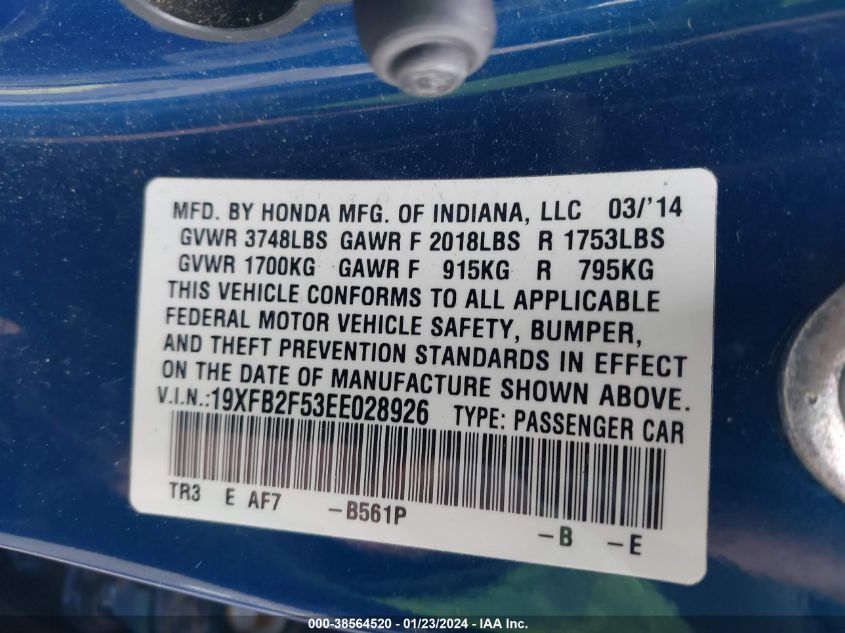 MFD. BY HONDA MFG. OF INDIANA, LLC 03/'14
GVWR 3748LBS GAWR F 2018LBS R 1753LBS
GVWR 1700KG GAWR F 915KG R 795KG
THIS VEHICLE CONFORMS TO ALL APPLICABLE
FEDERAL MOTOR VEHICLE SAFETY, BUMPER,
AND THEFT PREVENTION STANDARDS IN EFFECT
ON THE DATE OF MANUFACTURE SHOWN ABOVE.
V.I.N.:19XFB2F53EE028926 TYPE: PASSENGER CAR
TR3 E AF7 -B561P -B -E
000-38564520 | 01/23/2024 | IAA Inc.